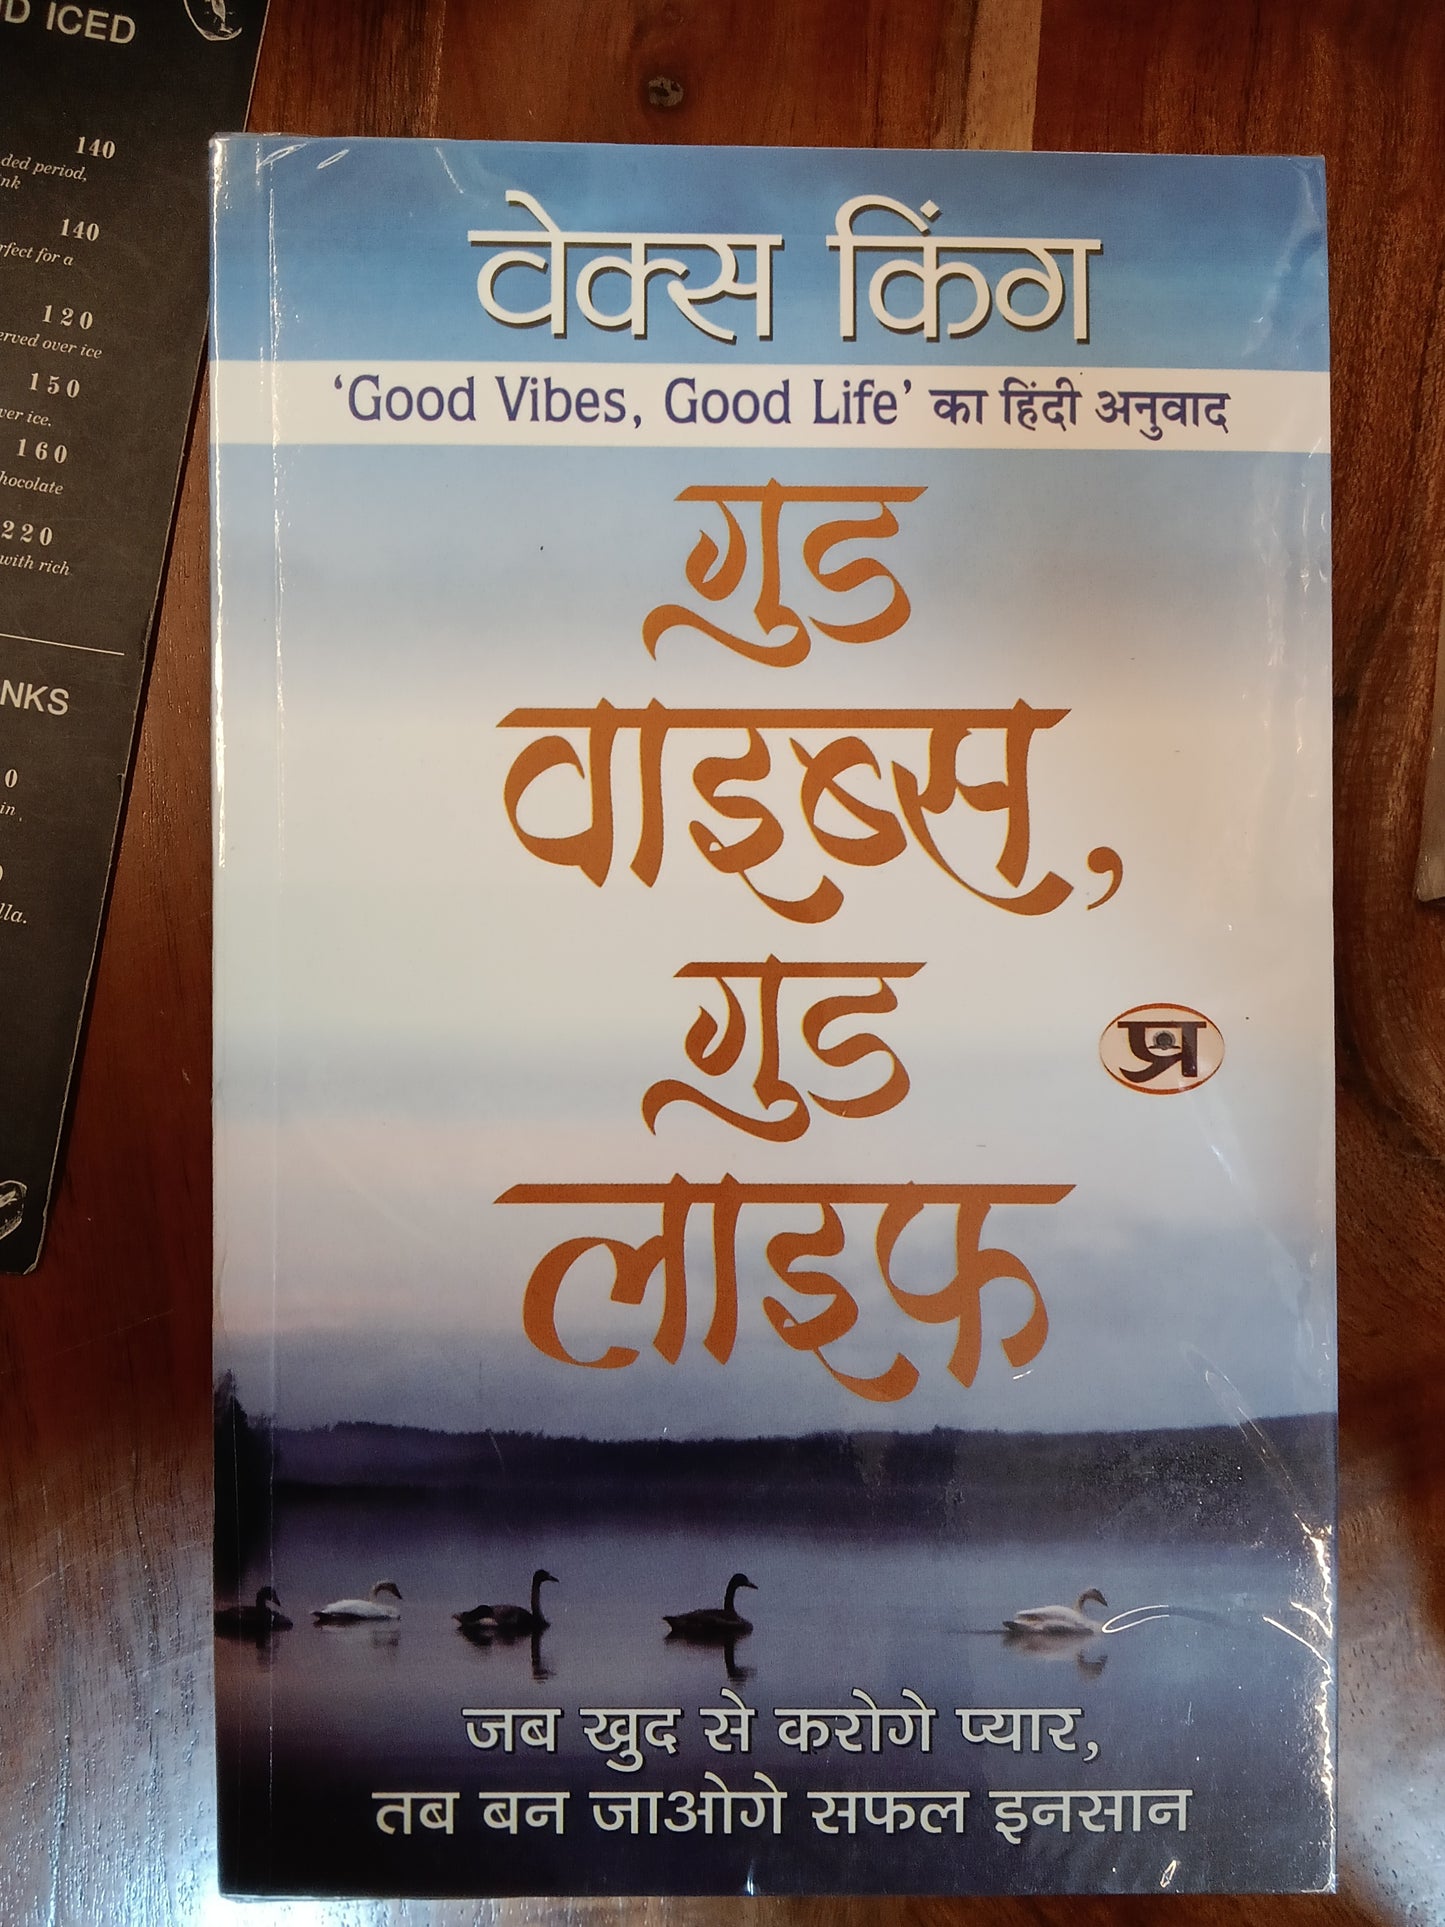 D ICED
140
ded period,
nk
140
rfect for a
120
erved over ice
150
ver ice.
160
hocolate
220
with rich
NKS
0
in
lla.
वेक्स किंग
‘Good Vibes, Good Life’ का हिंदी अनुवाद
गुड
वाइब्स,
गुड
लाइफ
प्र
जब खुद से करोगे प्यार,
तब बन जाओगे सफल इनसान